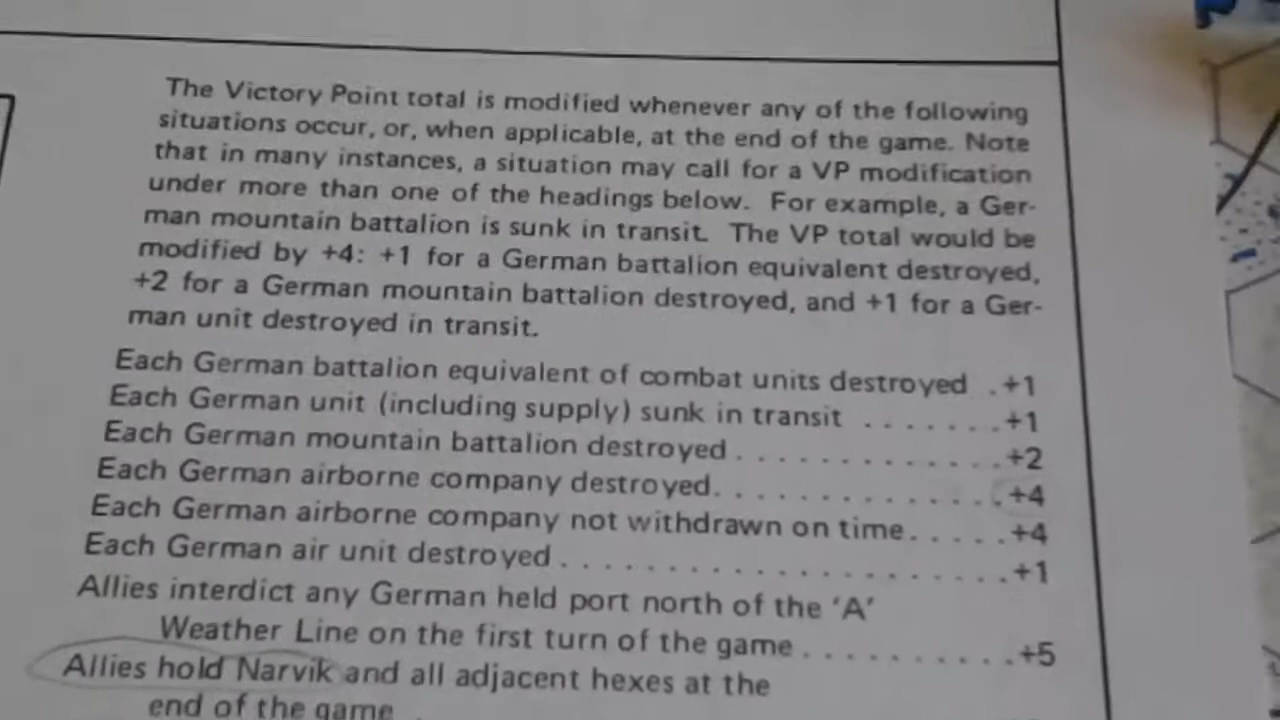 The Victory Point total is modified whenever any of the following
situations occur, or, when applicable, at the end of the game. Note
that in many instances, a situation may call for a VP modification
under more than one of the headings below. For example, a Ger-
man mountain battalion is sunk in transit. The VP total would be
modified by +4: +1 for a German battalion equivalent destroyed,
+2 for a German mountain battalion destroyed, and +1 for a Ger-
man unit destroyed in transit.
Each German battalion equivalent of combat units destroyed .+1
Each German unit (including supply) sunk in transit . . . . . . .+1
Each German mountain battalion destroyed . . . . . . . . . . . . .+2
Each German airborne company destroyed. . . . . . . . . . . . . .+4
Each German airborne company not withdrawn on time. . . . . .+4
Each German air unit destroyed . . . . . . . . . . . . . . . . . . . . . .+1
Allies interdict any German held port north of the ‘A’
Weather Line on the first turn of the game . . . . . . . . . . .+5
Allies hold Narvik and all adjacent hexes at the
end of the game